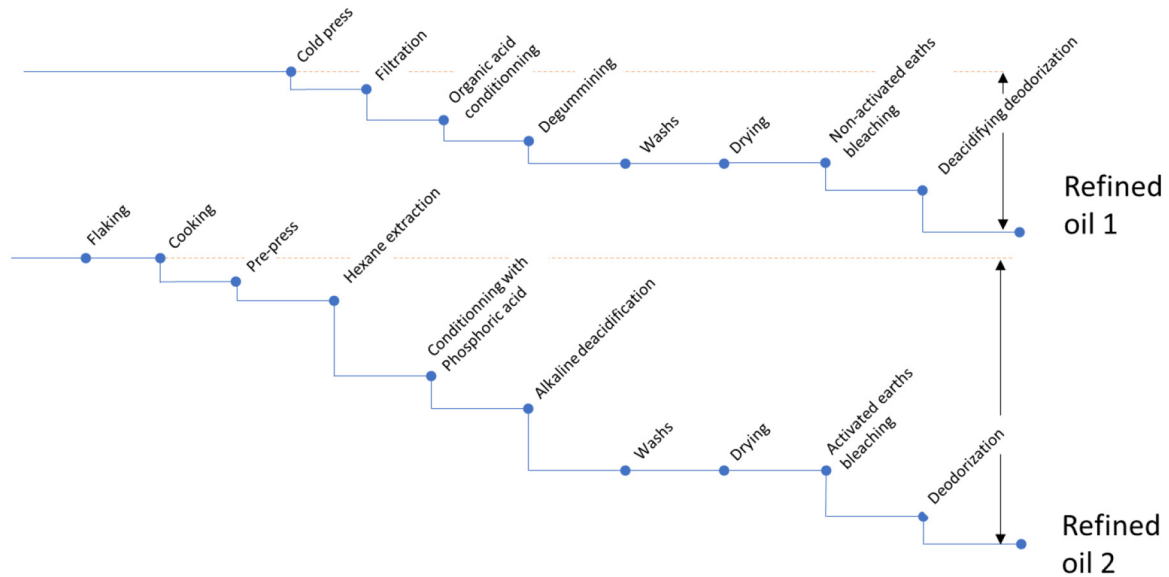 Cold press
Filtration
Organic acid
conditionning
Degummining
Washs
Drying
Non-activated eaths
bleaching
Deacidifying deodorization
Refined
oil 1
Flaking
Cooking
Pre-press
Hexane extraction
Conditionning with
Phosphoric acid
Alkaline deacidification
Washs
Drying
Activated earths
bleaching
Deodorization
Refined
oil 2